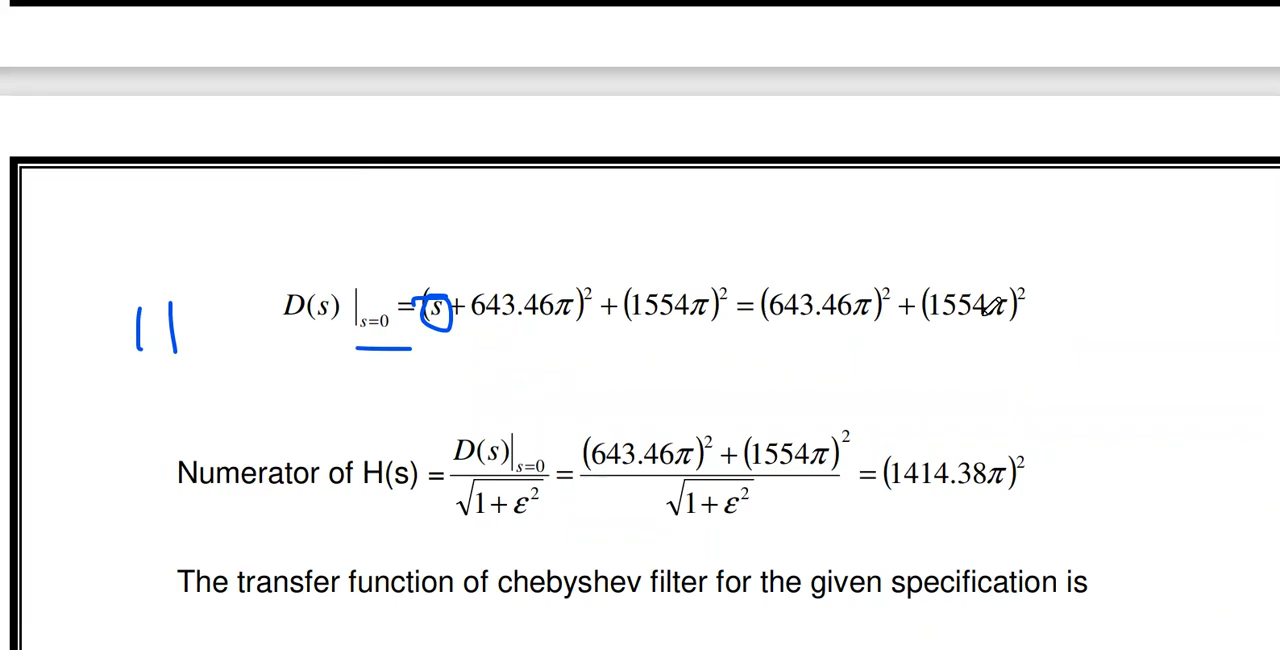 D(s) |s=0 = (s + 643.46π)² + (1554π)² = (643.46π)² + (1554π)²
11
Numerator of H(s) = D(s)|s=0 / √1 + ε² = (643.46π)² + (1554π)² / √1 + ε² = (1414.38π)²
The transfer function of chebyshev filter for the given specification is